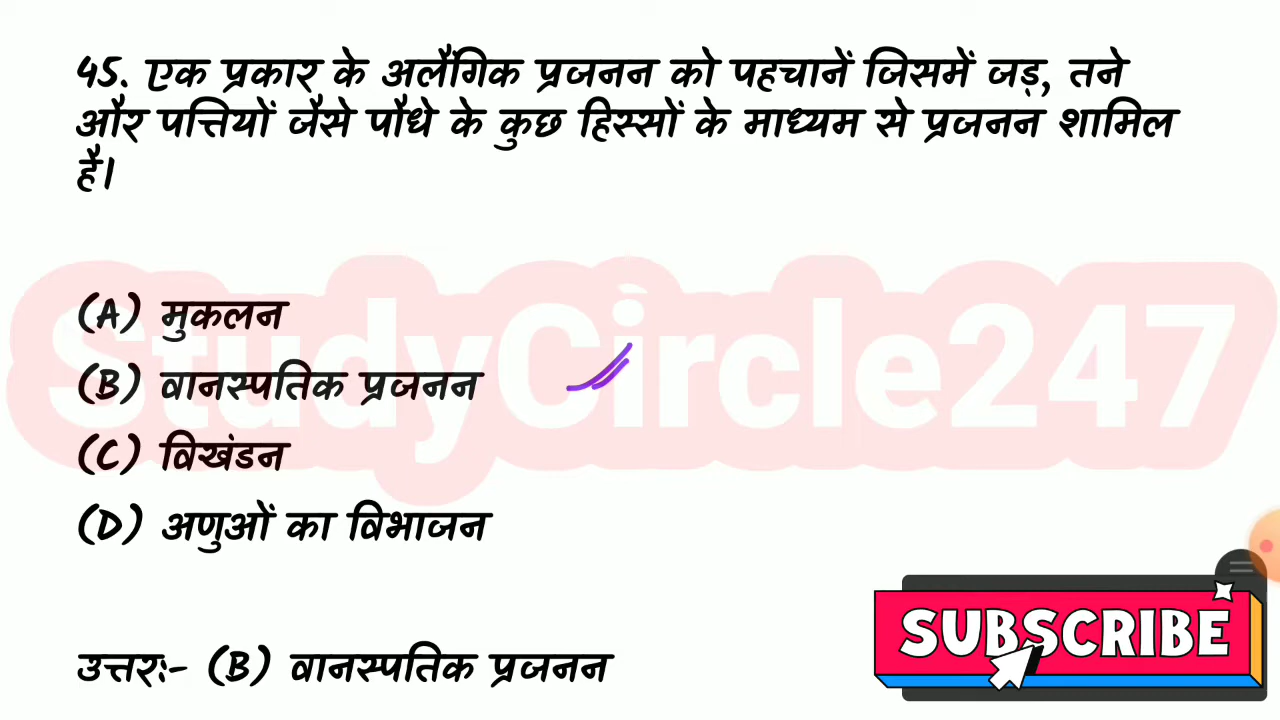 45. एक प्रकार के अलैंगिक प्रजनन को पहचानें जिसमें जड़, तने
और पत्तियों जैसे पौधे के कुछ हिस्सों के माध्यम से प्रजनन शामिल
है।
StudyCircle247
(A) मुकलन
(B) वानस्पतिक प्रजनन
(C) विखंडन
(D) अणुओं का विभाजन
SUBSCRIBE
उत्तर:- (B) वानस्पतिक प्रजनन